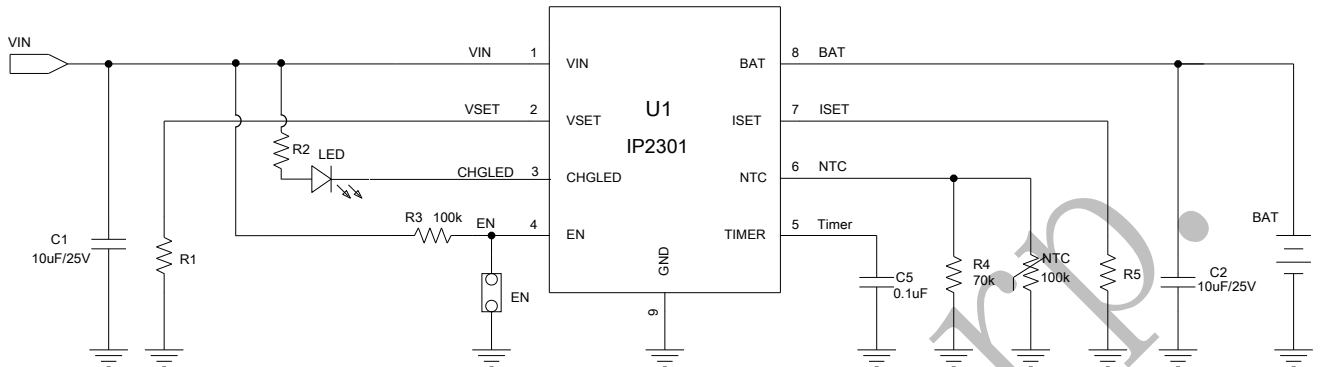 VIN
VIN 1 VIN
VSET 2 VSET
R2
LED
CHGLED 3 CHGLED
R3 100k
EN 4 EN
EN
C1
10uF/25V
R1
U1
IP2301
GND
9
BAT 8 BAT
ISET 7 ISET
NTC 6 NTC
TIMER 5 Timer
C5
0.1uF
R4
70k
NTC
100k
R5
C2
10uF/25V
BAT
rp.